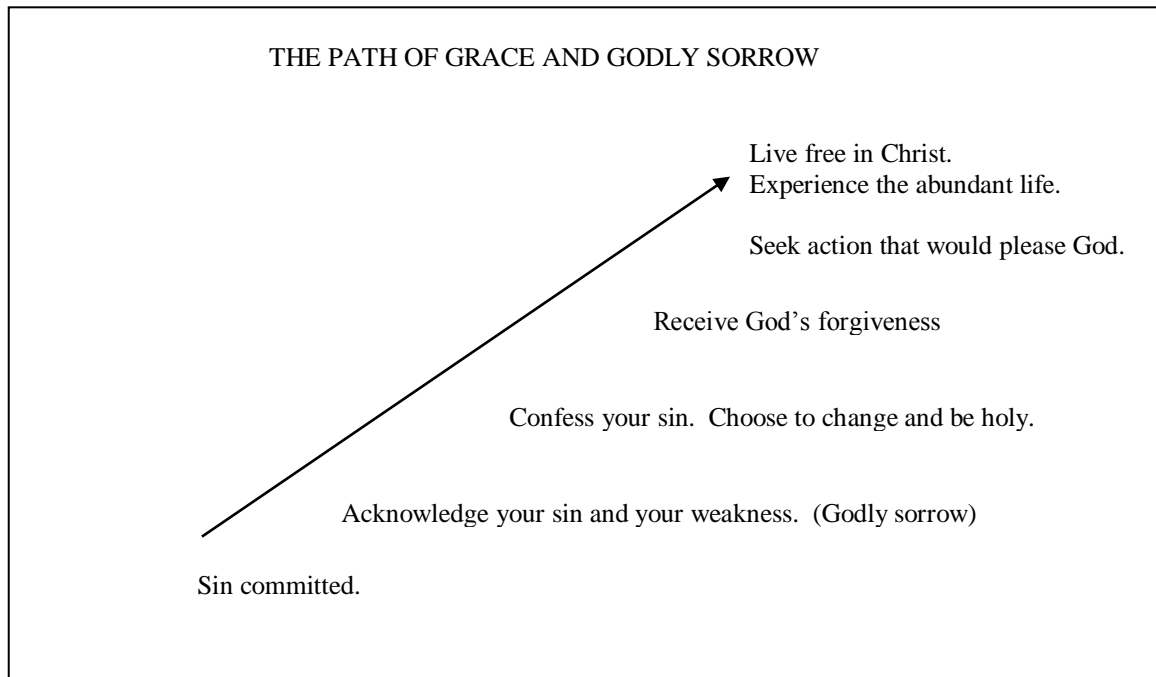 THE PATH OF GRACE AND GODLY SORROW
Live free in Christ.
Experience the abundant life.
Seek action that would please God.
Receive God’s forgiveness
Confess your sin.  Choose to change and be holy.
Acknowledge your sin and your weakness.  (Godly sorrow)
Sin committed.